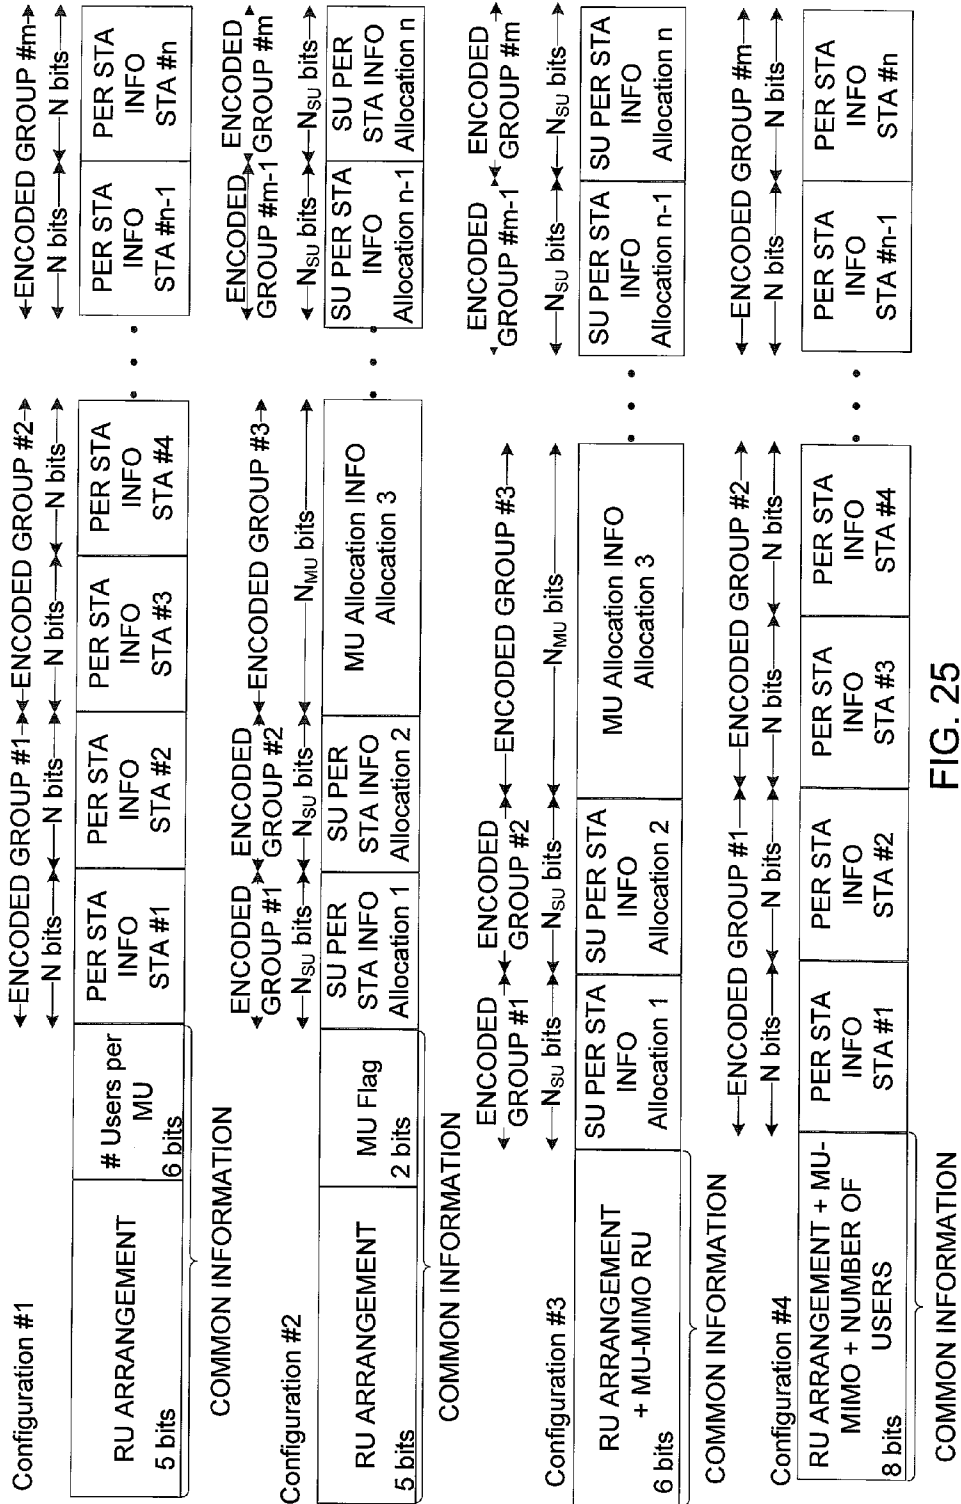 Configuration #1
ENCODED GROUP #1 ENCODED GROUP #2 ENCODED GROUP #m
N bits N bits N bits N bits N bits N bits
RU ARRANGEMENT
5 bits
# Users per
MU
6 bits
PER STA
INFO
STA #1
PER STA
INFO
STA #2
PER STA
INFO
STA #3
PER STA
INFO
STA #4
PER STA
INFO
STA #n-1
PER STA
INFO
STA #n
COMMON INFORMATION
Configuration #2
ENCODED
GROUP #1
ENCODED
GROUP #2
ENCODED GROUP #3
ENCODED
GROUP #m-1
ENCODED
GROUP #m
NSU bits NSU bits NMU bits NSU bits NSU bits
RU ARRANGEMENT
5 bits
MU Flag
2 bits
SU PER
STA INFO
Allocation 1
SU PER
STA INFO
Allocation 2
MU Allocation INFO
Allocation 3
SU PER STA
INFO
Allocation n-1
SU PER
STA INFO
Allocation n
COMMON INFORMATION
Configuration #3
ENCODED
GROUP #1
ENCODED
GROUP #2
ENCODED GROUP #3
ENCODED
GROUP #m-1
ENCODED
GROUP #m
NSU bits NSU bits NMU bits NSU bits NSU bits
RU ARRANGEMENT
+ MU-MIMO RU
6 bits
SU PER STA
INFO
Allocation 1
SU PER STA
INFO
Allocation 2
MU Allocation INFO
Allocation 3
SU PER STA
INFO
Allocation n-1
SU PER STA
INFO
Allocation n
COMMON INFORMATION
Configuration #4
ENCODED GROUP #1 ENCODED GROUP #2 ENCODED GROUP #m
N bits N bits N bits N bits N bits N bits
RU ARRANGEMENT + MU-
MIMO + NUMBER OF
USERS
8 bits
PER STA
INFO
STA #1
PER STA
INFO
STA #2
PER STA
INFO
STA #3
PER STA
INFO
STA #4
PER STA
INFO
STA #n-1
PER STA
INFO
STA #n
COMMON INFORMATION
FIG. 25